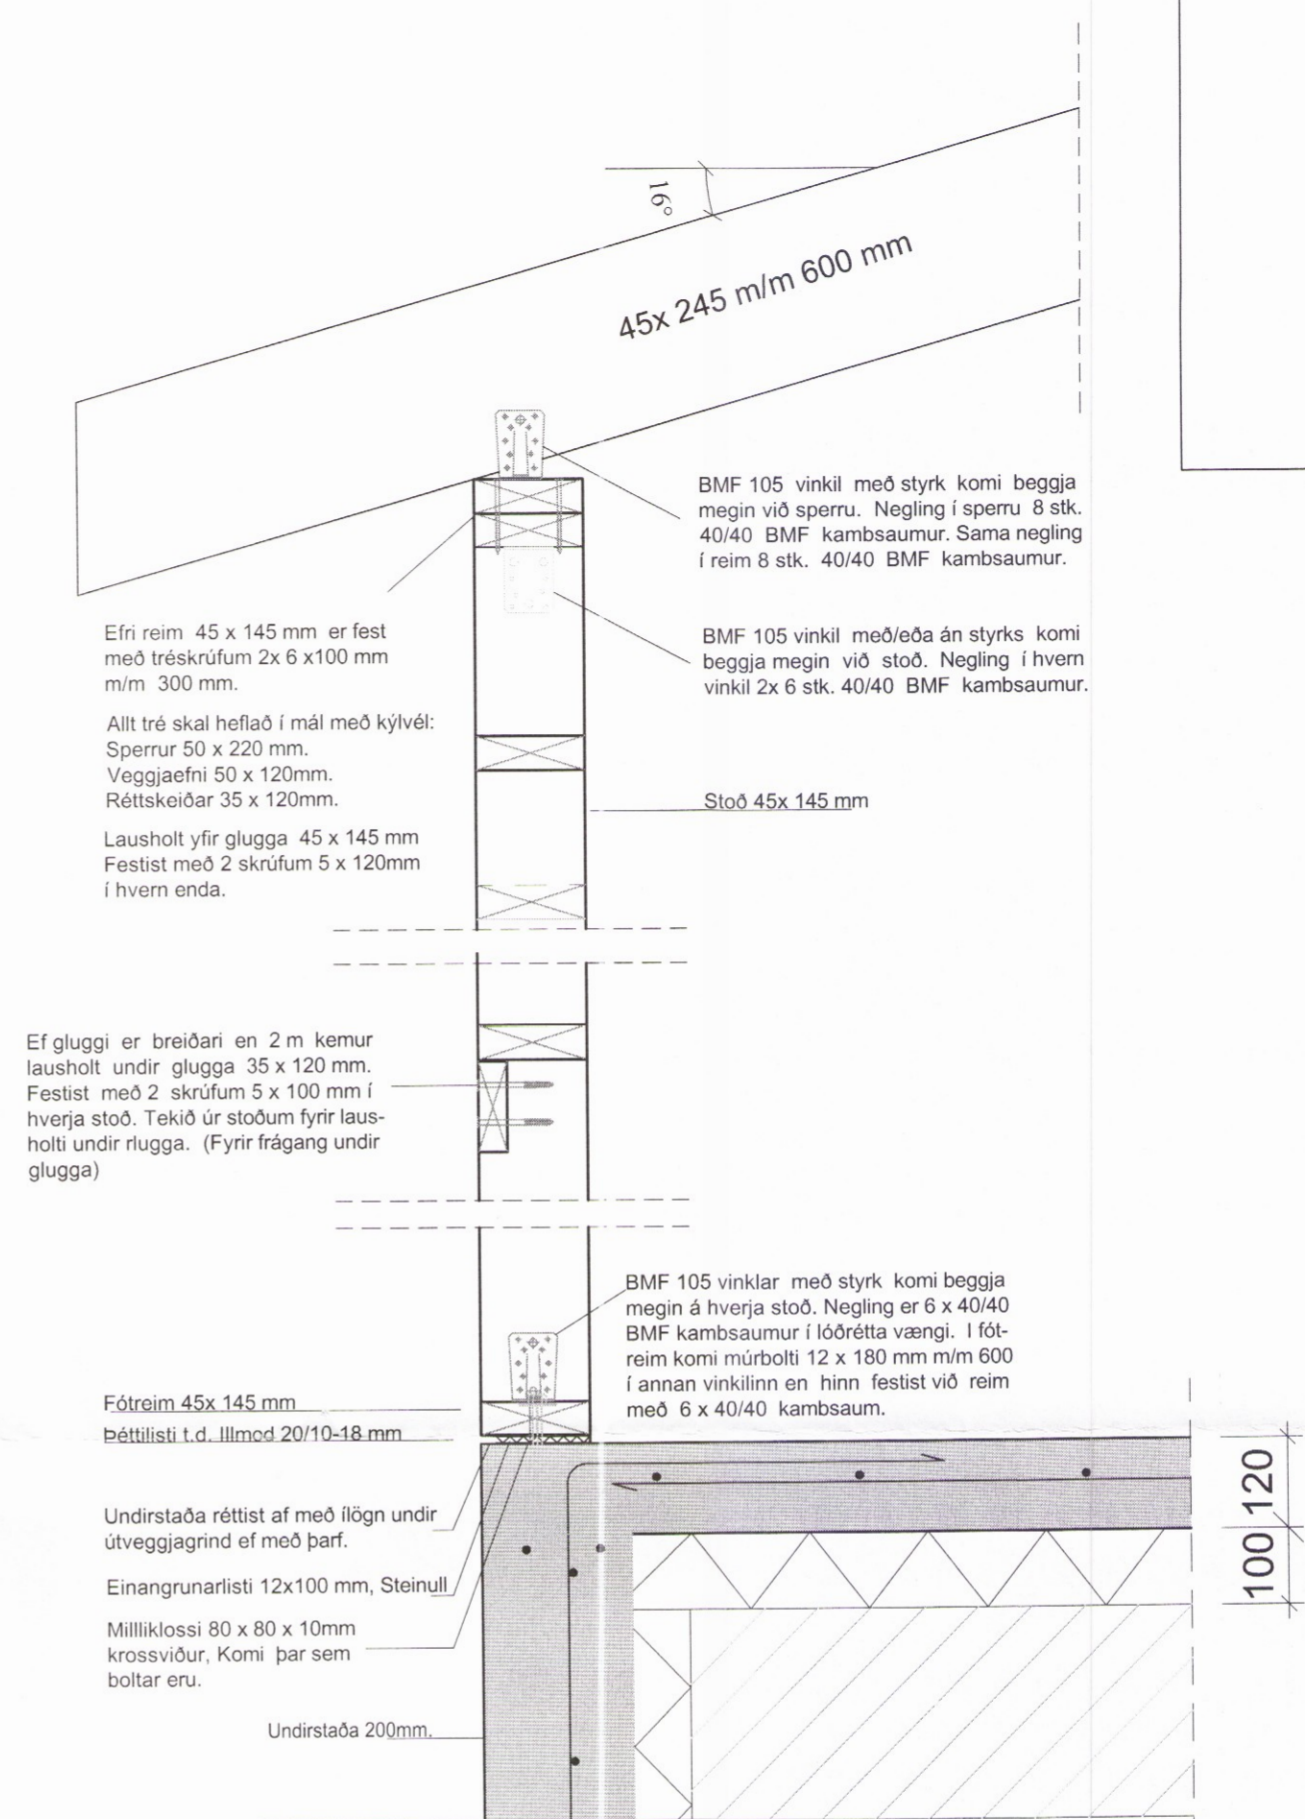 16°
45x 245 m/m 600 mm
BMF 105 vinkil með styrk komi beggja
megin við sperru. Negling í sperru 8 stk.
40/40 BMF kambsaumur. Sama negling
í reim 8 stk. 40/40 BMF kambsaumur.
Efri reim 45 x 145 mm er fest
með tréskrúfum 2x 6 x100 mm
m/m 300 mm.
BMF 105 vinkil með/eða án styrks komi
beggja megin við stoð. Negling í hvern
vinkil 2x 6 stk. 40/40 BMF kambsaumur.
Allt tré skal heflað í mál með kýlvél:
Sperrur 50 x 220 mm.
Veggjaefni 50 x 120mm.
Réttskeiðar 35 x 120mm.
Stoð 45x 145 mm
Lausholt yfir glugga 45 x 145 mm
Festist með 2 skrúfum 5 x 120mm
í hvern enda.
Ef gluggi er breiðari en 2 m kemur
lausholt undir glugga 35 x 120 mm.
Festist með 2 skrúfum 5 x 100 mm í
hverja stoð. Tekið úr stoðum fyrir laus-
holti undir rlugga. (Fyrir frágang undir
glugga)
BMF 105 vinklar með styrk komi beggja
megin á hverja stoð. Negling er 6 x 40/40
BMF kambsaumur í lóðrétta vængi. I fót-
reim komi múrbolti 12 x 180 mm m/m 600
í annan vinkilinn en hinn festist við reim
með 6 x 40/40 kambsaum.
Fótreim 45x 145 mm
Þéttilisti t.d. Illmod 20/10-18 mm
Undirstaða réttist af með ílögn undir
útveggjagrind ef með þarf.
Einangrunarlisti 12x100 mm, Steinull
Millliklossi 80 x 80 x 10mm
krossviður, Komi þar sem
boltar eru.
Undirstaða 200mm.
120
100